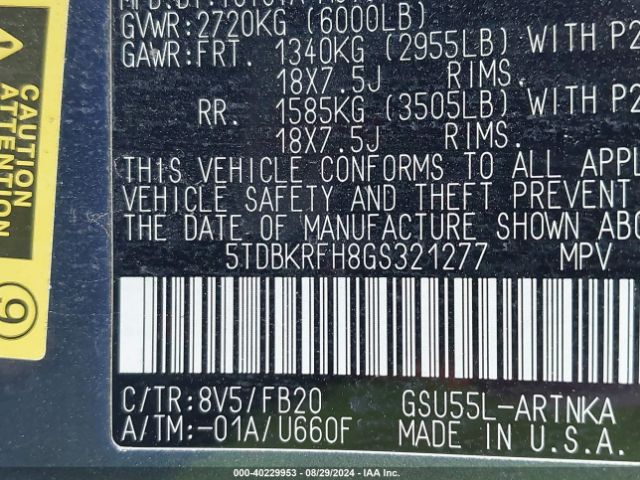 GVWR:2720KG (6000LB)
GAWR:FRT. 1340KG (2955LB) WITH P2
18X7.5J RIMS.
RR. 1585KG (3505LB) WITH P2
18X7.5J RIMS.
THIS VEHICLE CONFORMS TO ALL APPL
VEHICLE SAFETY AND THEFT PREVENT
THE DATE OF MANUFACTURE SHOWN ABO
5TDBKRFH8GS321277 MPV
C/TR:8V5/FB20 GSU55L-ARTNKA
A/TM:-01A/U660F MADE IN U.S.A.
CAUTION
ATTENTION
000-40229953 - 08/29/2024 - IAA Inc.